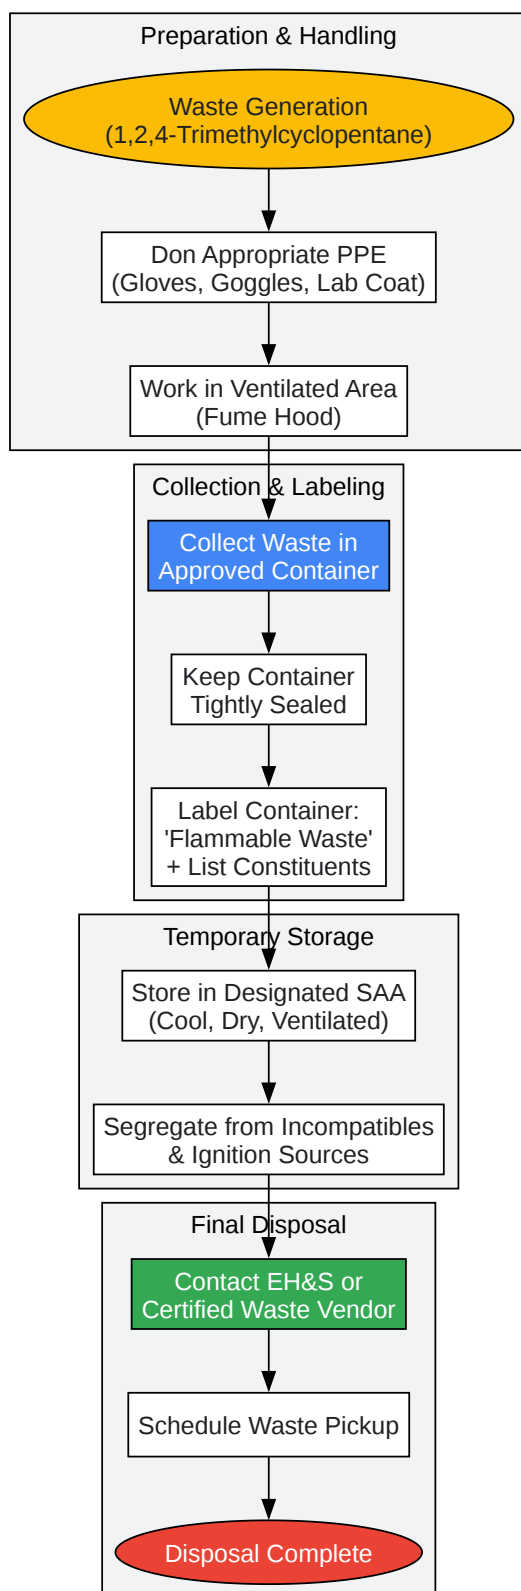 Preparation & Handling
Waste Generation
(1,2,4-Trimethylcyclopentane)
Don Appropriate PPE
(Gloves, Goggles, Lab Coat)
Work in Ventilated Area
(Fume Hood)
Collection & Labeling
Collect Waste in
Approved Container
Keep Container
Tightly Sealed
Label Container:
'Flammable Waste'
+ List Constituents
Temporary Storage
Store in Designated SAA
(Cool, Dry, Ventilated)
Segregate from Incompatibles
& Ignition Sources
Final Disposal
Contact EH&S or
Certified Waste Vendor
Schedule Waste Pickup
Disposal Complete